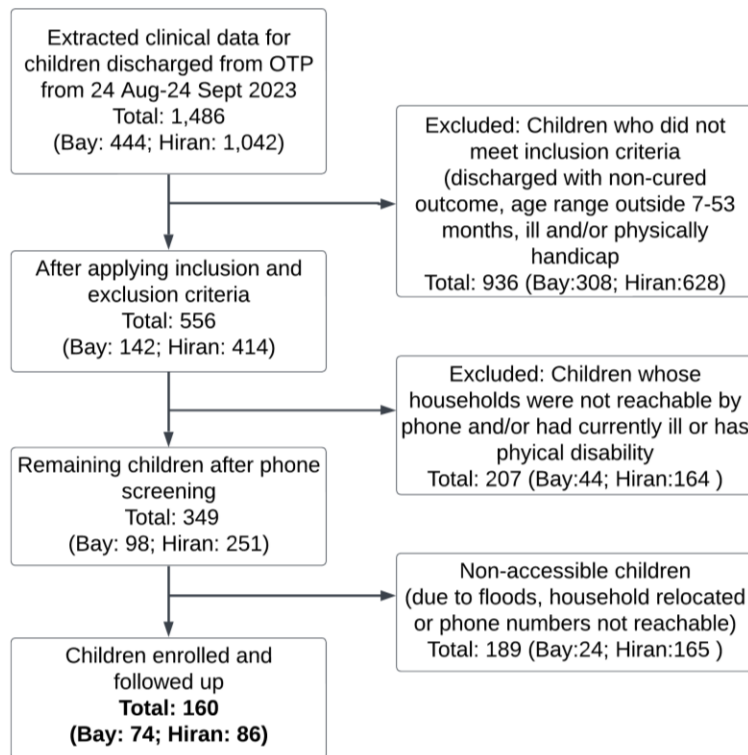 Extracted clinical data for
children discharged from OTP
from 24 Aug-24 Sept 2023
Total: 1,486
(Bay: 444; Hiran: 1,042)
Excluded: Children who did not
meet inclusion criteria
(discharged with non-cured
outcome, age range outside 7-53
months, ill and/or physically
handicap
Total: 936 (Bay:308; Hiran:628)
After applying inclusion and
exclusion criteria
Total: 556
(Bay: 142; Hiran: 414)
Excluded: Children whose
households were not reachable by
phone and/or had currently ill or has
phyical disability
Total: 207 (Bay:44; Hiran:164 )
Remaining children after phone
screening
Total: 349
(Bay: 98; Hiran: 251)
Non-accessible children
(due to floods, household relocated
or phone numbers not reachable)
Total: 189 (Bay:24; Hiran:165 )
Children enrolled and
followed up
Total: 160
(Bay: 74; Hiran: 86)